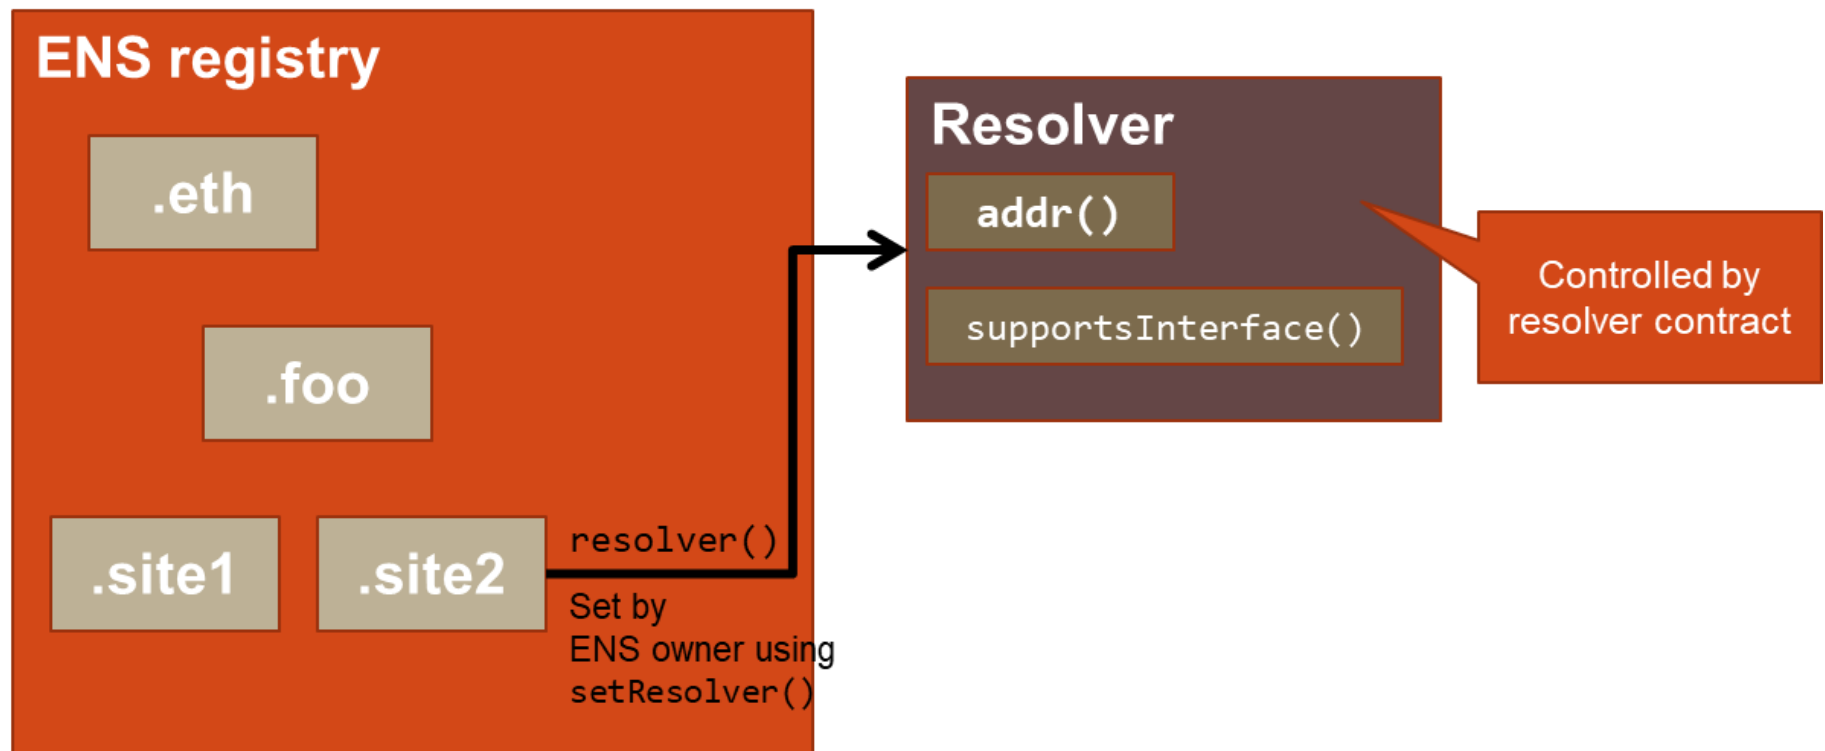 ENS registry
.eth
.foo
.site1
.site2
resolver()
Set by
ENS owner using
setResolver()
Resolver
addr()
supportsInterface()
Controlled by
resolver contract